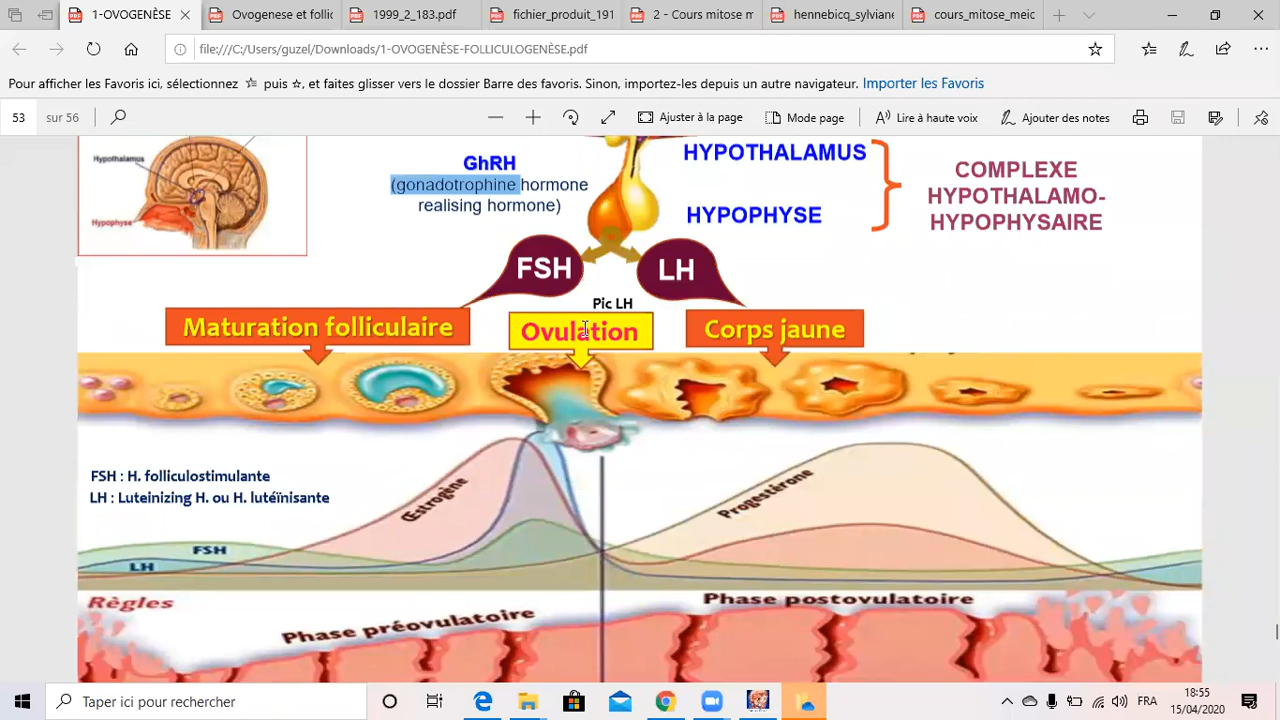 1-OVOGENÈSE
Ovogenese et follic
1999_2_183.pdf
fichier_produit_191
2 - Cours mitose m
hennebicq_sylviane
cours_mitose_meic
file:///C:/Users/guzel/Downloads/1-OVOGENÈSE-FOLLICULOGENÈSE.pdf
Pour afficher les Favoris ici, sélectionnez puis ☆, et faites glisser vers le dossier Barre des favoris. Sinon, importez-les depuis un autre navigateur. Importer les Favoris
53 sur 56
Ajuster à la page
Mode page
Lire à haute voix
Ajouter des notes
Hypothalamus
Hypophyse
GhRH
(gonadotrophine hormone
realising hormone)
HYPOTHALAMUS
HYPOPHYSE
COMPLEXE
HYPOTHALAMO-
HYPOPHYSAIRE
FSH
LH
Pic LH
Maturation folliculaire
Ovulation
Corps jaune
FSH : H. folliculostimulante
LH : Luteinizing H. ou H. lutéïnisante
Œstrogène
Progestérone
FSH
LH
Règles
Phase préovulatoire
Phase postovulatoire
Taper ici pour rechercher
FRA
18:55
15/04/2020